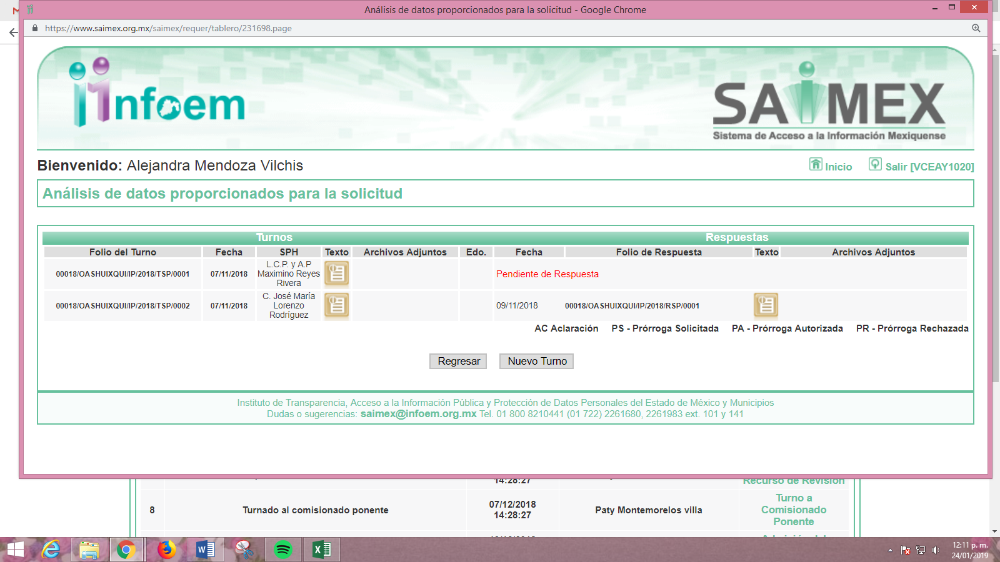 Análisis de datos proporcionados para la solicitud - Google Chrome
https://www.saimex.org.mx/saimex/requer/tablero/231698.page
infoem
SAIMEX
Sistema de Acceso a la Información Mexiquense
Bienvenido: Alejandra Mendoza Vilchis
Inicio Salir [VCEAY1020]
Análisis de datos proporcionados para la solicitud
Turnos Respuestas
Folio del Turno Fecha SPH Texto Archivos Adjuntos Edo. Fecha Folio de Respuesta Texto Archivos Adjuntos
L.C.P. y A.P
00018/OASHUIXQUI/IP/2018/TSP/0001 07/11/2018 Maximino Reyes Pendiente de Respuesta
Rivera
C. José María
00018/OASHUIXQUI/IP/2018/TSP/0002 07/11/2018 Lorenzo 09/11/2018 00018/OASHUIXQUI/IP/2018/RSP/0001
Rodríguez
AC Aclaración PS - Prórroga Solicitada PA - Prórroga Autorizada PR - Prórroga Rechazada
Regresar Nuevo Turno
Instituto de Transparencia, Acceso a la Información Pública y Protección de Datos Personales del Estado de México y Municipios
Dudas o sugerencias: saimex@infoem.org.mx Tel. 01 800 8210441 (01 722) 2261680, 2261983 ext. 101 y 141
14:28:27 Recurso de Revisión
8 Turnado al comisionado ponente 07/12/2018 14:28:27 Paty Montemorelos villa Turno a Comisionado Ponente
12:11 p. m.
24/01/2019